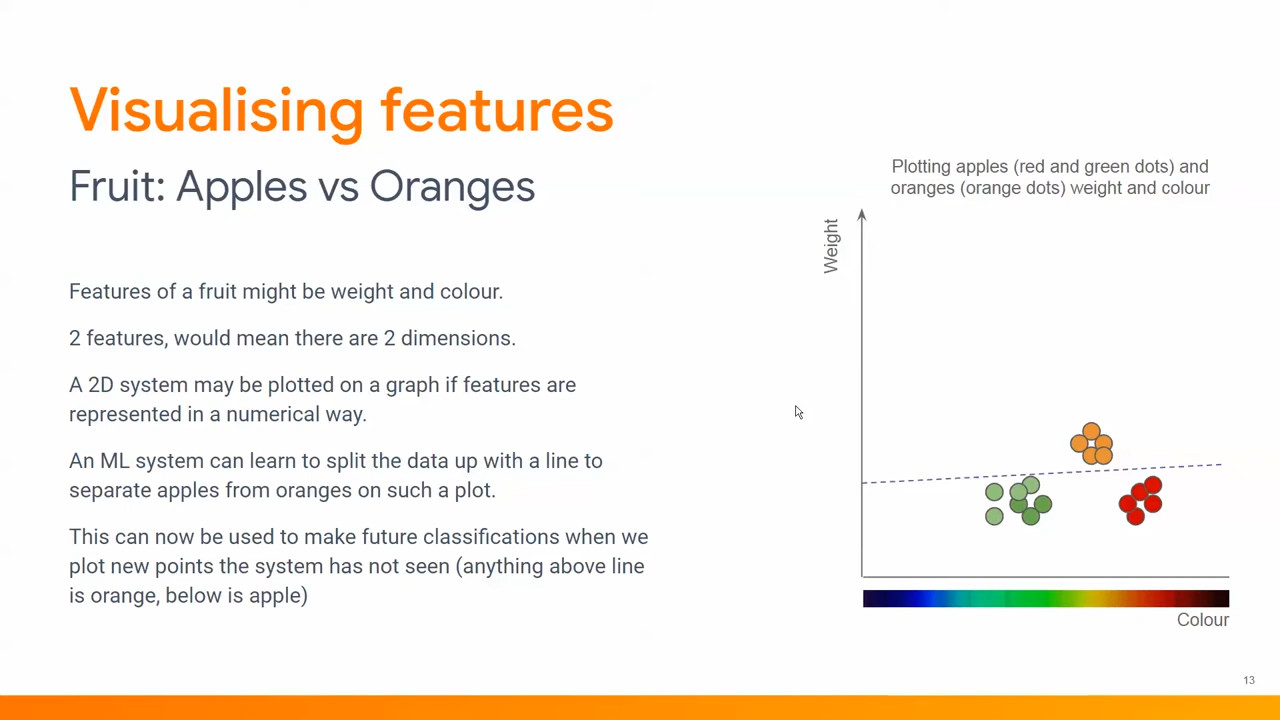 Visualising features
Fruit: Apples vs Oranges
Features of a fruit might be weight and colour.
2 features, would mean there are 2 dimensions.
A 2D system may be plotted on a graph if features are
represented in a numerical way.
An ML system can learn to split the data up with a line to
separate apples from oranges on such a plot.
This can now be used to make future classifications when we
plot new points the system has not seen (anything above line
is orange, below is apple)
Plotting apples (red and green dots) and
oranges (orange dots) weight and colour
Weight
Colour
13